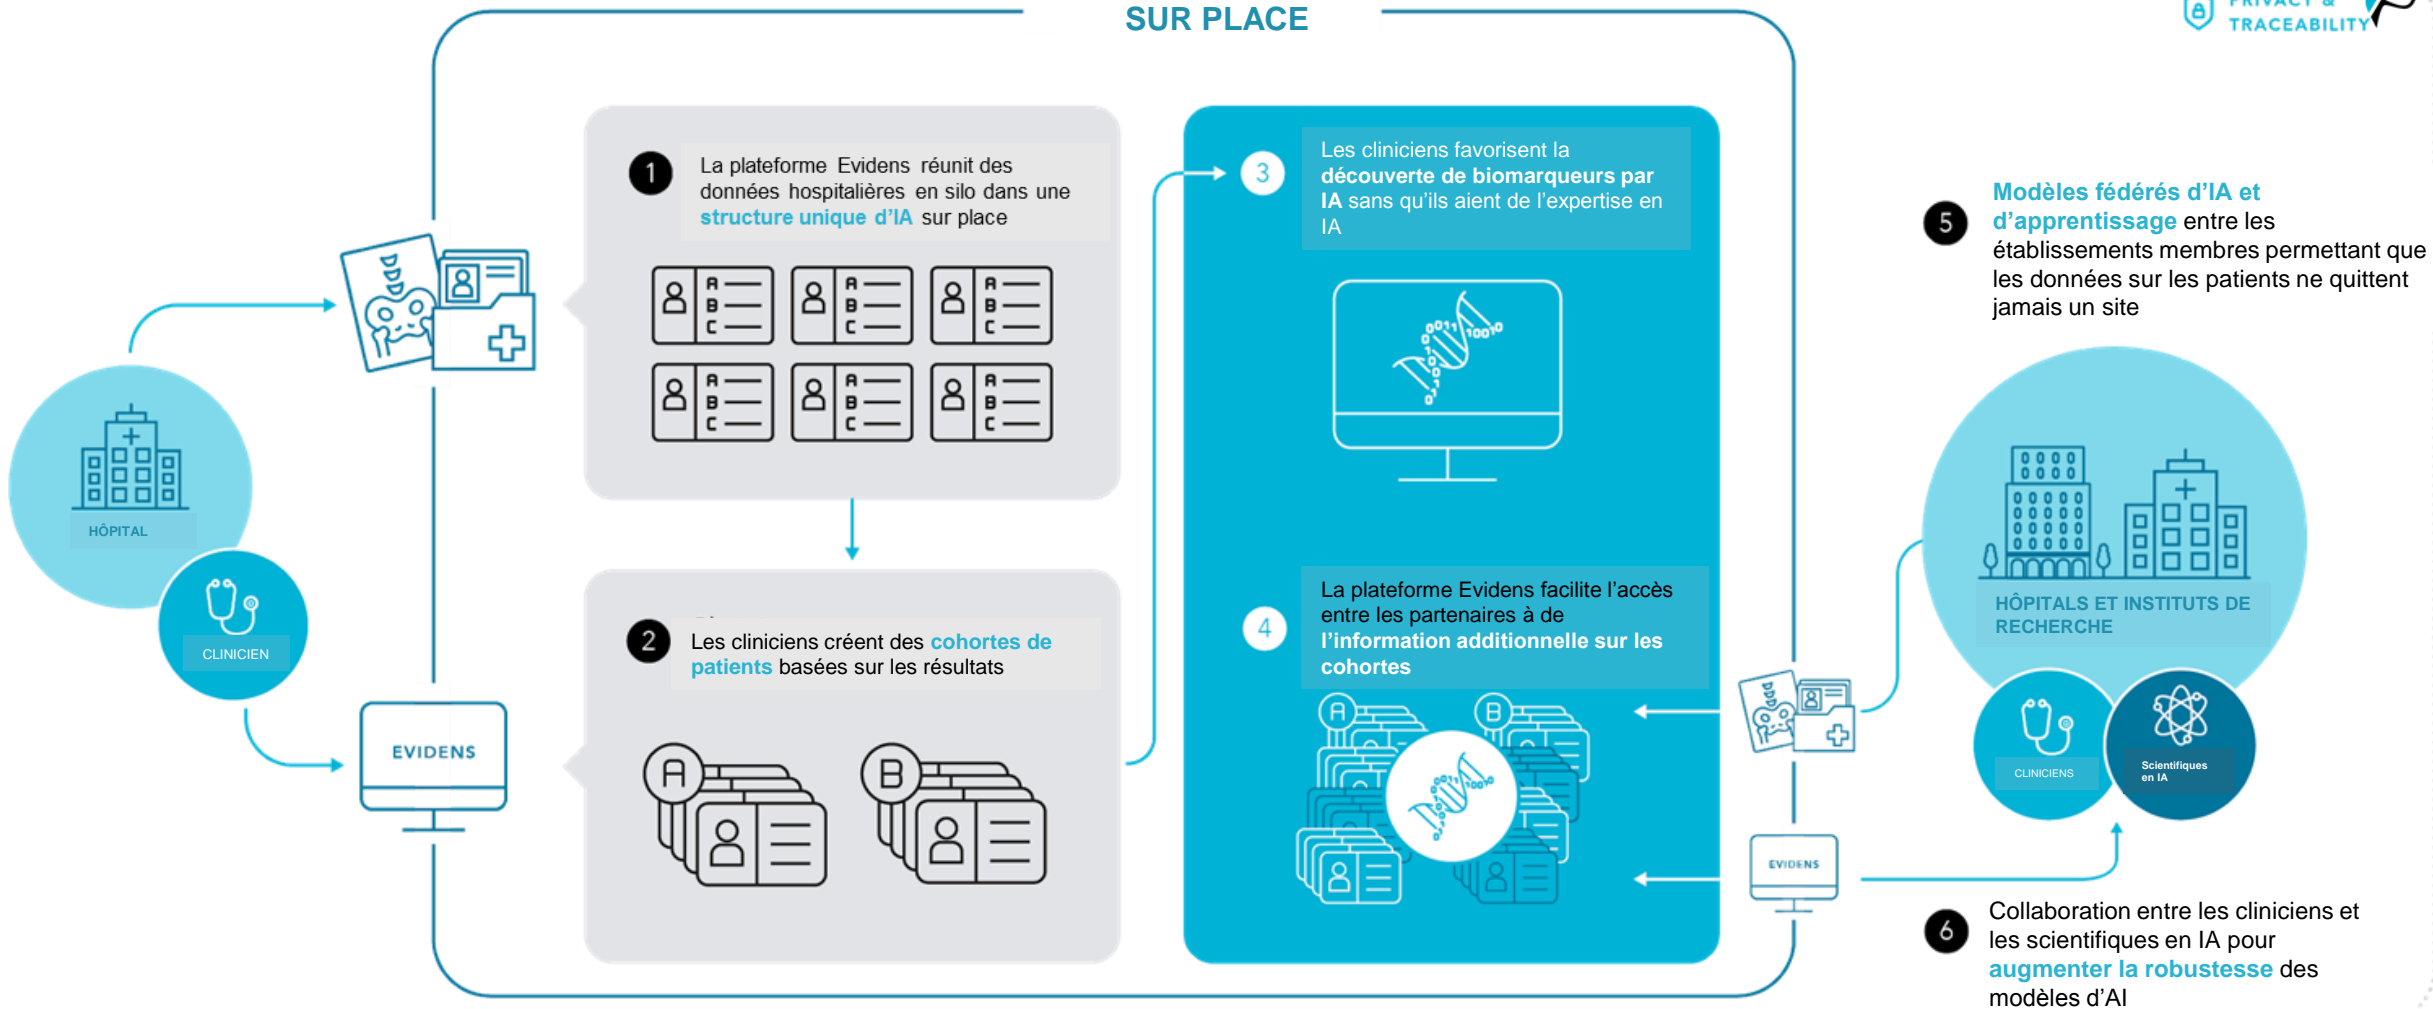 SUR PLACE
PRIVACY &
TRACEABILITY
1
La plateforme Evidens réunit des
données hospitalières en silo dans une
structure unique d’IA sur place
A
B
C
A
B
C
A
B
C
A
B
C
A
B
C
A
B
C
3
Les cliniciens favorisent la
découverte de biomarqueurs par
IA sans qu’ils aient de l’expertise en
IA
5
Modèles fédérés d’IA et
d’apprentissage entre les
établissements membres permettant que
les données sur les patients ne quittent
jamais un site
HÔPITAL
CLINICIEN
EVIDENS
2
Les cliniciens créent des cohortes de
patients basées sur les résultats
A
B
4
La plateforme Evidens facilite l’accès
entre les partenaires à de
l’information additionnelle sur les
cohortes
A
B
HÔPITALS ET INSTITUTS DE
RECHERCHE
CLINICIENS
Scientifiques
en IA
EVIDENS
6
Collaboration entre les cliniciens et
les scientifiques en IA pour
augmenter la robustesse des
modèles d’AI